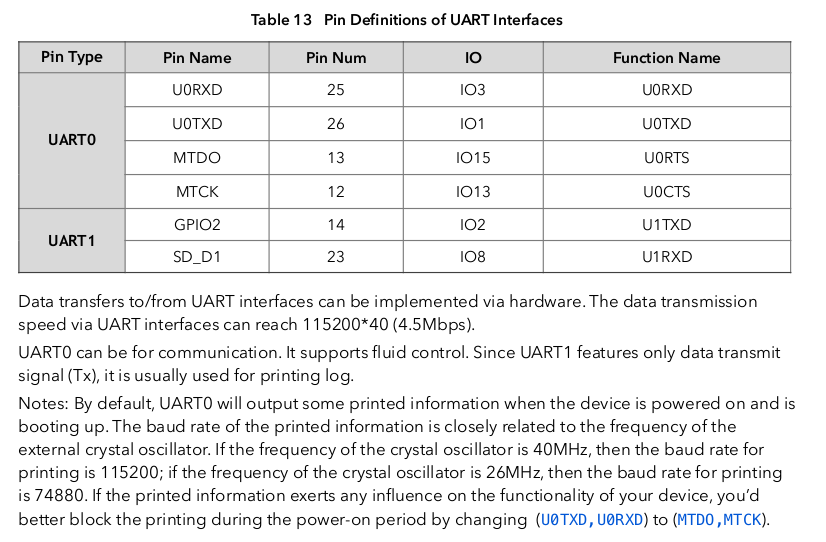 Table 13 Pin Definitions of UART Interfaces
Pin Type Pin Name Pin Num IO Function Name
UART0
U0RXD 25 IO3 U0RXD
U0TXD 26 IO1 U0TXD
MTDO 13 IO15 U0RTS
MTCK 12 IO13 U0CTS
UART1
GPIO2 14 IO2 U1TXD
SD_D1 23 IO8 U1RXD
Data transfers to/from UART interfaces can be implemented via hardware. The data transmission
speed via UART interfaces can reach 115200*40 (4.5Mbps).
UART0 can be for communication. It supports fluid control. Since UART1 features only data transmit
signal (Tx), it is usually used for printing log.
Notes: By default, UART0 will output some printed information when the device is powered on and is
booting up. The baud rate of the printed information is closely related to the frequency of the
external crystal oscillator. If the frequency of the crystal oscillator is 40MHz, then the baud rate for
printing is 115200; if the frequency of the crystal oscillator is 26MHz, then the baud rate for printing
is 74880. If the printed information exerts any influence on the functionality of your device, you’d
better block the printing during the power-on period by changing (U0TXD,U0RXD) to (MTDO,MTCK).